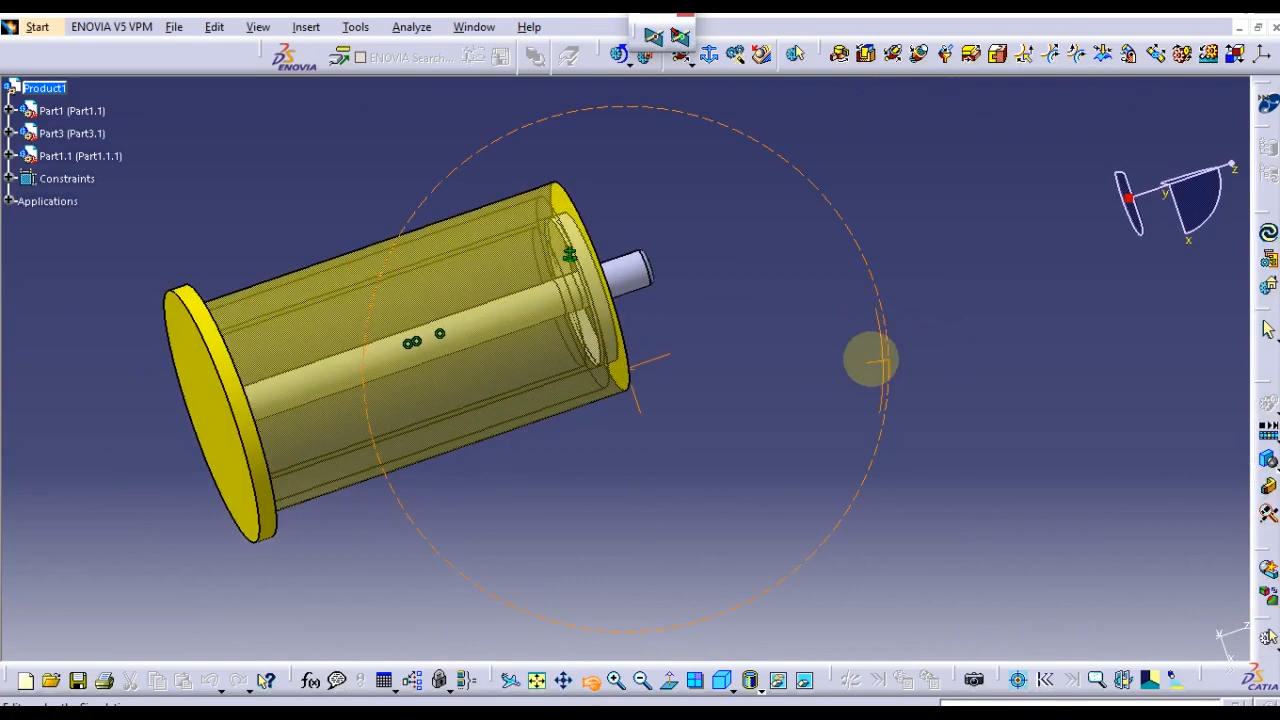 Start ENOVIA V5 VPM File Edit View Insert Tools Analyze Window Help
ENOVIA Search...
Product1
Part1 (Part1.1)
Part3 (Part3.1)
Part1.1 (Part1.1.1)
Constraints
Applications
z
y
x
f(x)
CATIA